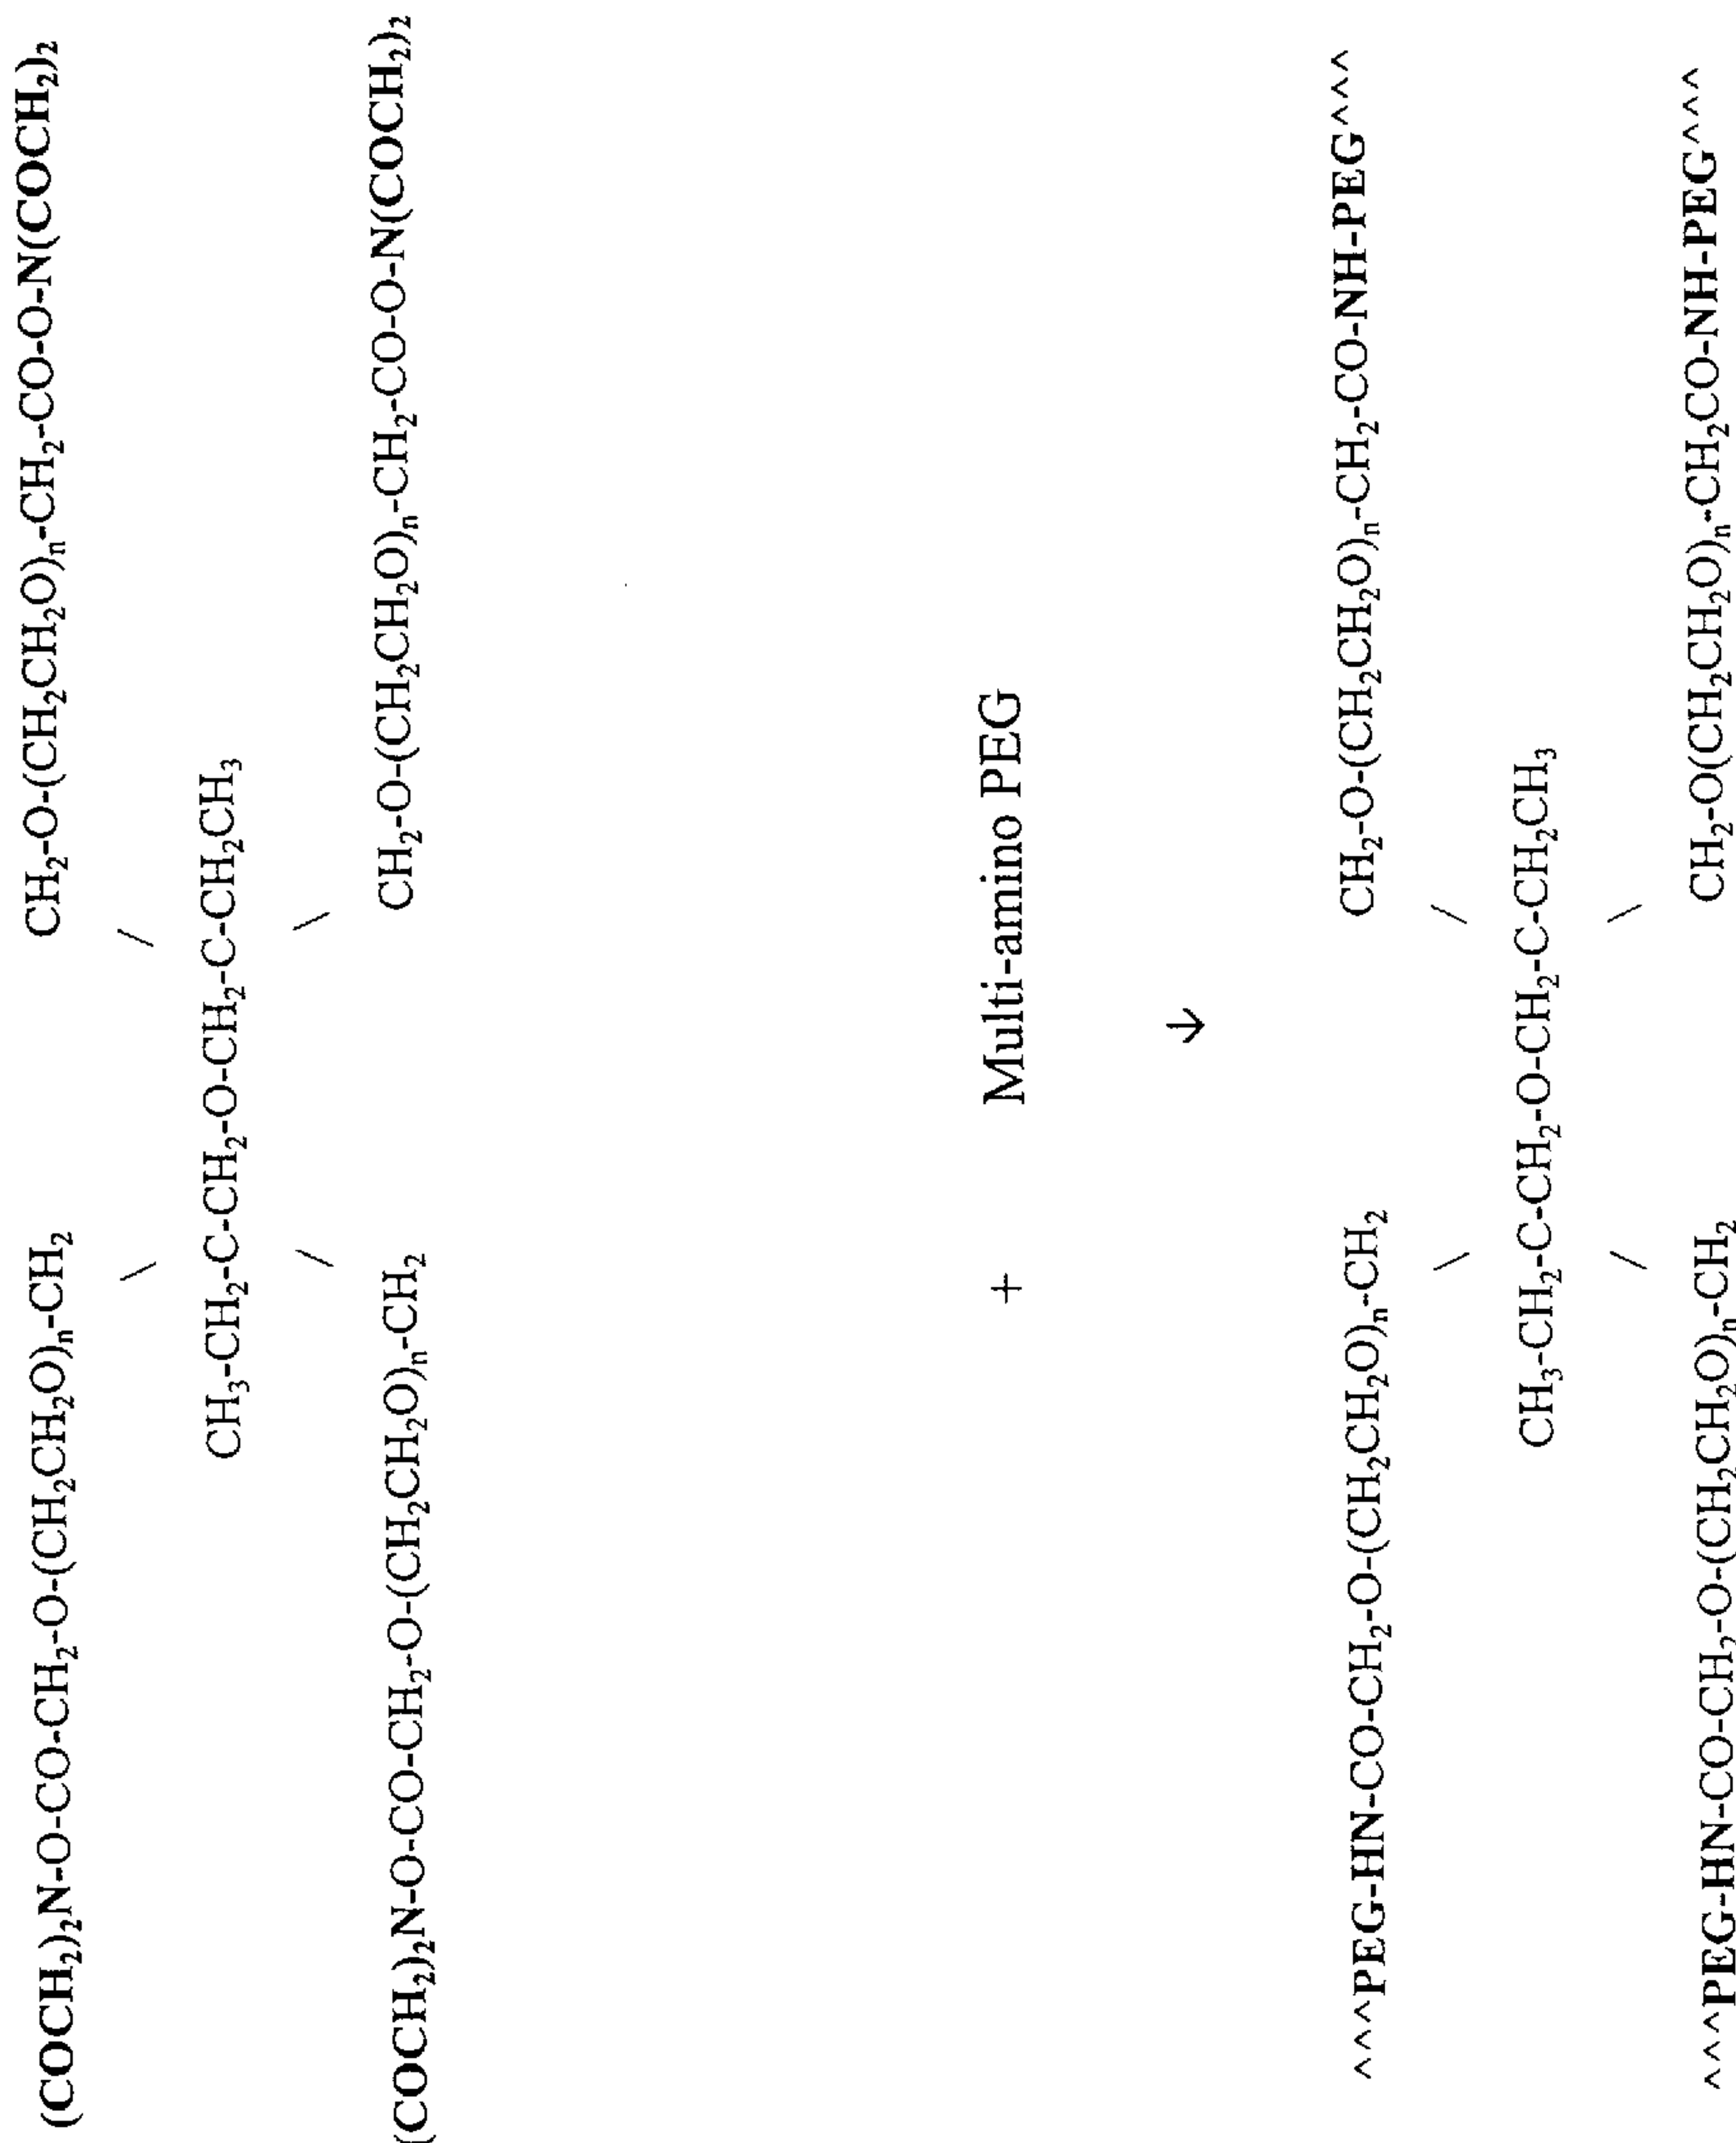 (COCH₂)₂N-O-CO-CH₂-O-(CH₂CH₂O)ₙ-CH₂ CH₂-O-(CH₂CH₂O)ₙ-CH₂-CO-O-N(COCH₂)₂
\ /
CH₃-CH₂-C-CH₂-O-CH₂-C-CH₂CH₃
/ \
(COCH₂)₂N-O-CO-CH₂-O-(CH₂CH₂O)ₙ-CH₂ CH₂-O-(CH₂CH₂O)ₙ-CH₂-CO-O-N(COCH₂)₂
+ Multi-amino PEG
↓
^^^PEG-HN-CO-CH₂-O-(CH₂CH₂O)ₙ-CH₂ CH₂-O-(CH₂CH₂O)ₙ-CH₂-CO-NH-PEG^^^
\ /
CH₃-CH₂-C-CH₂-O-CH₂-C-CH₂CH₃
/ \
^^^PEG-HN-CO-CH₂-O-(CH₂CH₂O)ₙ-CH₂ CH₂-O(CH₂CH₂O)ₙ-CH₂CO-NH-PEG^^^